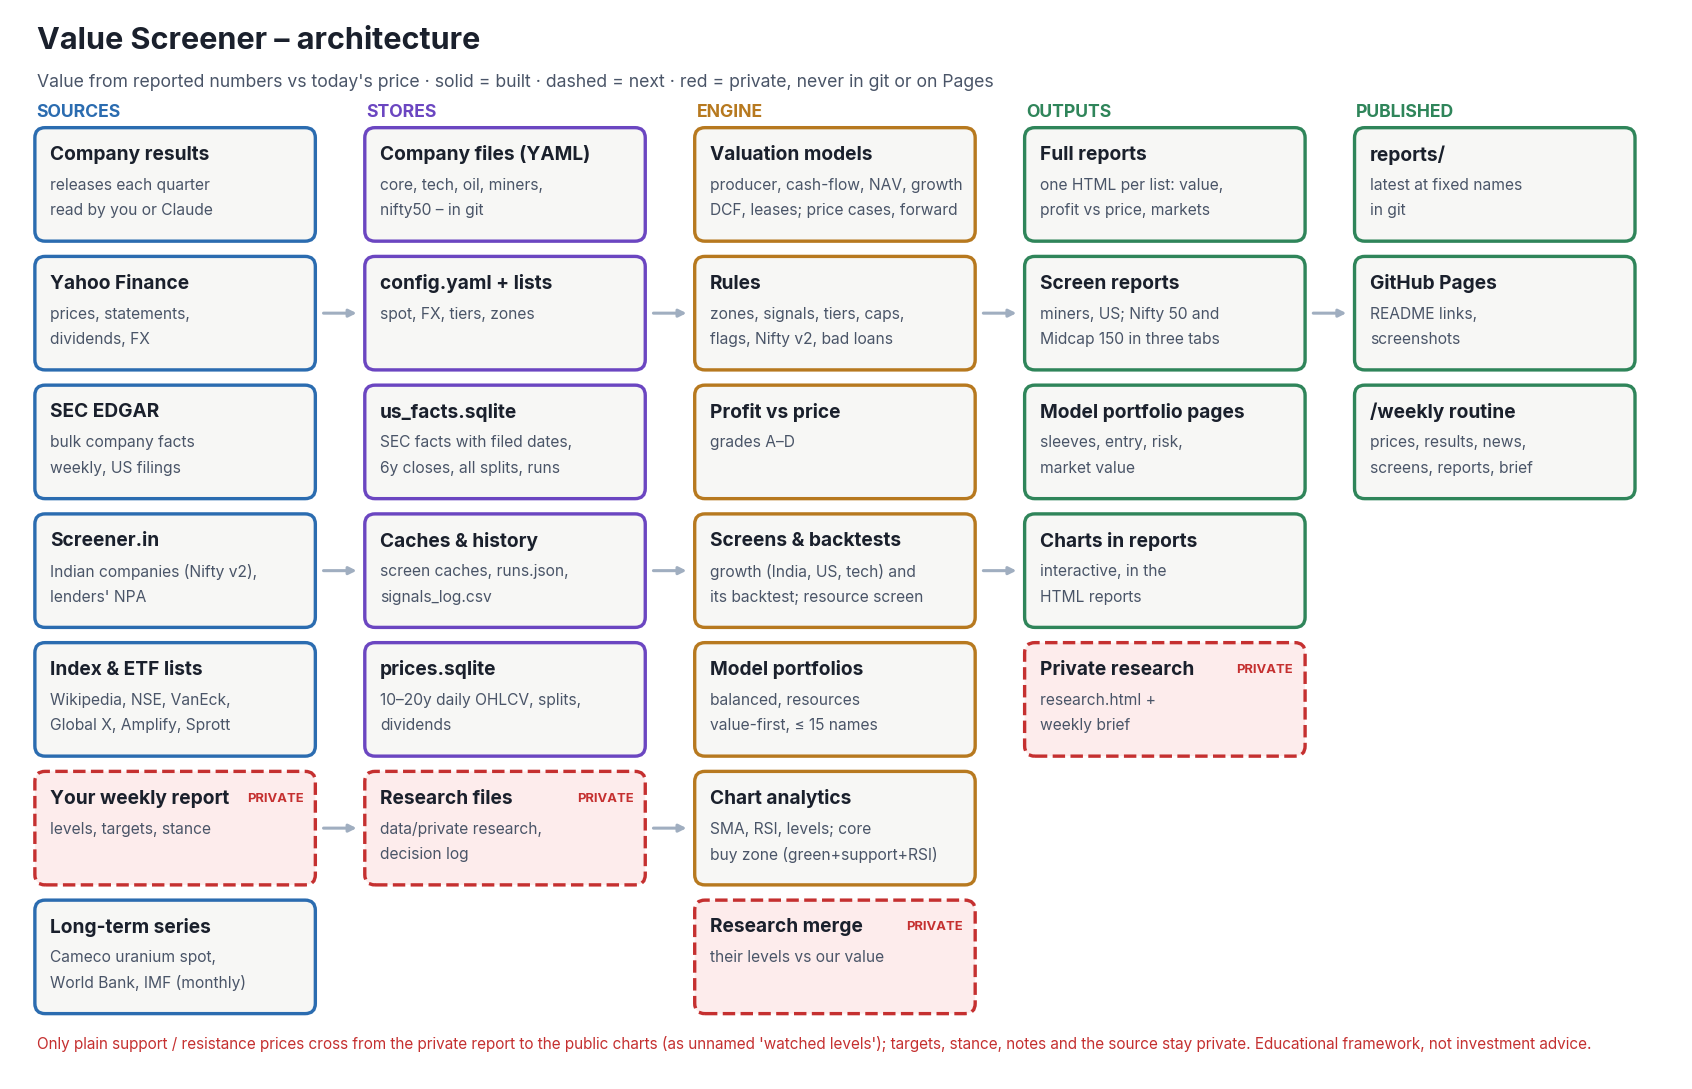 Value Screener – architecture
Value from reported numbers vs today's price · solid = built · dashed = next · red = private, never in git or on Pages
SOURCES
Company results
releases each quarter
read by you or Claude
Yahoo Finance
prices, statements,
dividends, FX
SEC EDGAR
bulk company facts
weekly, US filings
Screener.in
Indian companies (Nifty v2),
lenders' NPA
Index & ETF lists
Wikipedia, NSE, VanEck,
Global X, Amplify, Sprott
Your weekly report PRIVATE
levels, targets, stance
Long-term series
Cameco uranium spot,
World Bank, IMF (monthly)
STORES
Company files (YAML)
core, tech, oil, miners,
nifty50 – in git
config.yaml + lists
spot, FX, tiers, zones
us_facts.sqlite
SEC facts with filed dates,
6y closes, all splits, runs
Caches & history
screen caches, runs.json,
signals_log.csv
prices.sqlite
10–20y daily OHLCV, splits,
dividends
Research files PRIVATE
data/private research,
decision log
ENGINE
Valuation models
producer, cash-flow, NAV, growth
DCF, leases; price cases, forward
Rules
zones, signals, tiers, caps,
flags, Nifty v2, bad loans
Profit vs price
grades A–D
Screens & backtests
growth (India, US, tech) and
its backtest; resource screen
Model portfolios
balanced, resources
value-first, ≤ 15 names
Chart analytics
SMA, RSI, levels; core
buy zone (green+support+RSI)
Research merge PRIVATE
their levels vs our value
OUTPUTS
Full reports
one HTML per list: value,
profit vs price, markets
Screen reports
miners, US; Nifty 50 and
Midcap 150 in three tabs
Model portfolio pages
sleeves, entry, risk,
market value
Charts in reports
interactive, in the
HTML reports
Private research PRIVATE
research.html +
weekly brief
PUBLISHED
reports/
latest at fixed names
in git
GitHub Pages
README links,
screenshots
/weekly routine
prices, results, news,
screens, reports, brief
Only plain support / resistance prices cross from the private report to the public charts (as unnamed 'watched levels'); targets, stance, notes and the source stay private. Educational framework, not investment advice.